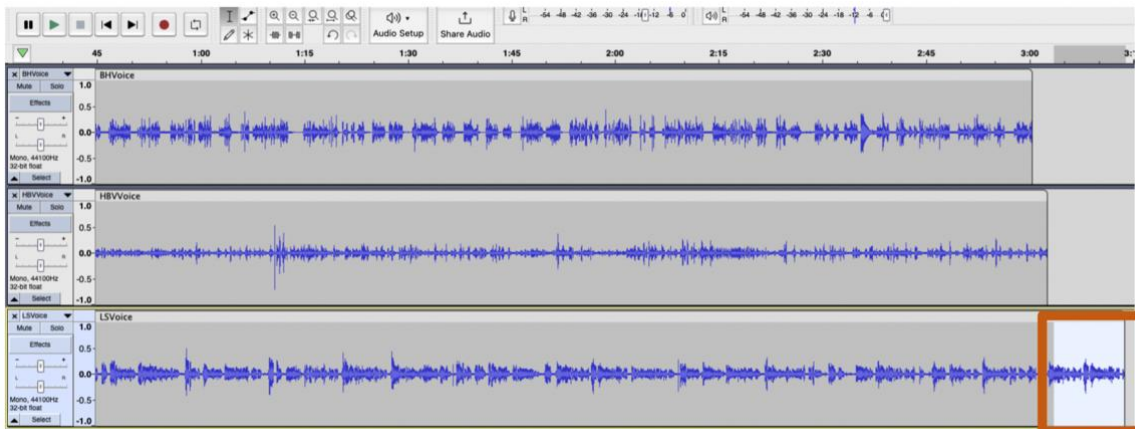 L R -54 -48 -42 -36 -30 -24 -12 -6 0
L R -54 -48 -42 -36 -30 -24 -18 -12 -6
Audio Setup Share Audio
45 1:00 1:15 1:30 1:45 2:00 2:15 2:30 2:45 3:00
× BHVoice BHVoice
Mute Solo 1.0
Effects 0.5
- + 0.0
L R
Mono, 44100Hz -0.5
32-bit float
Select -1.0
× HBVVoice HBVVoice
Mute Solo 1.0
Effects 0.5
- + 0.0
L R
Mono, 44100Hz -0.5
32-bit float
Select -1.0
× LSVoice LSVoice
Mute Solo 1.0
Effects 0.5
- + 0.0
L R
Mono, 44100Hz -0.5
32-bit float
Select -1.0